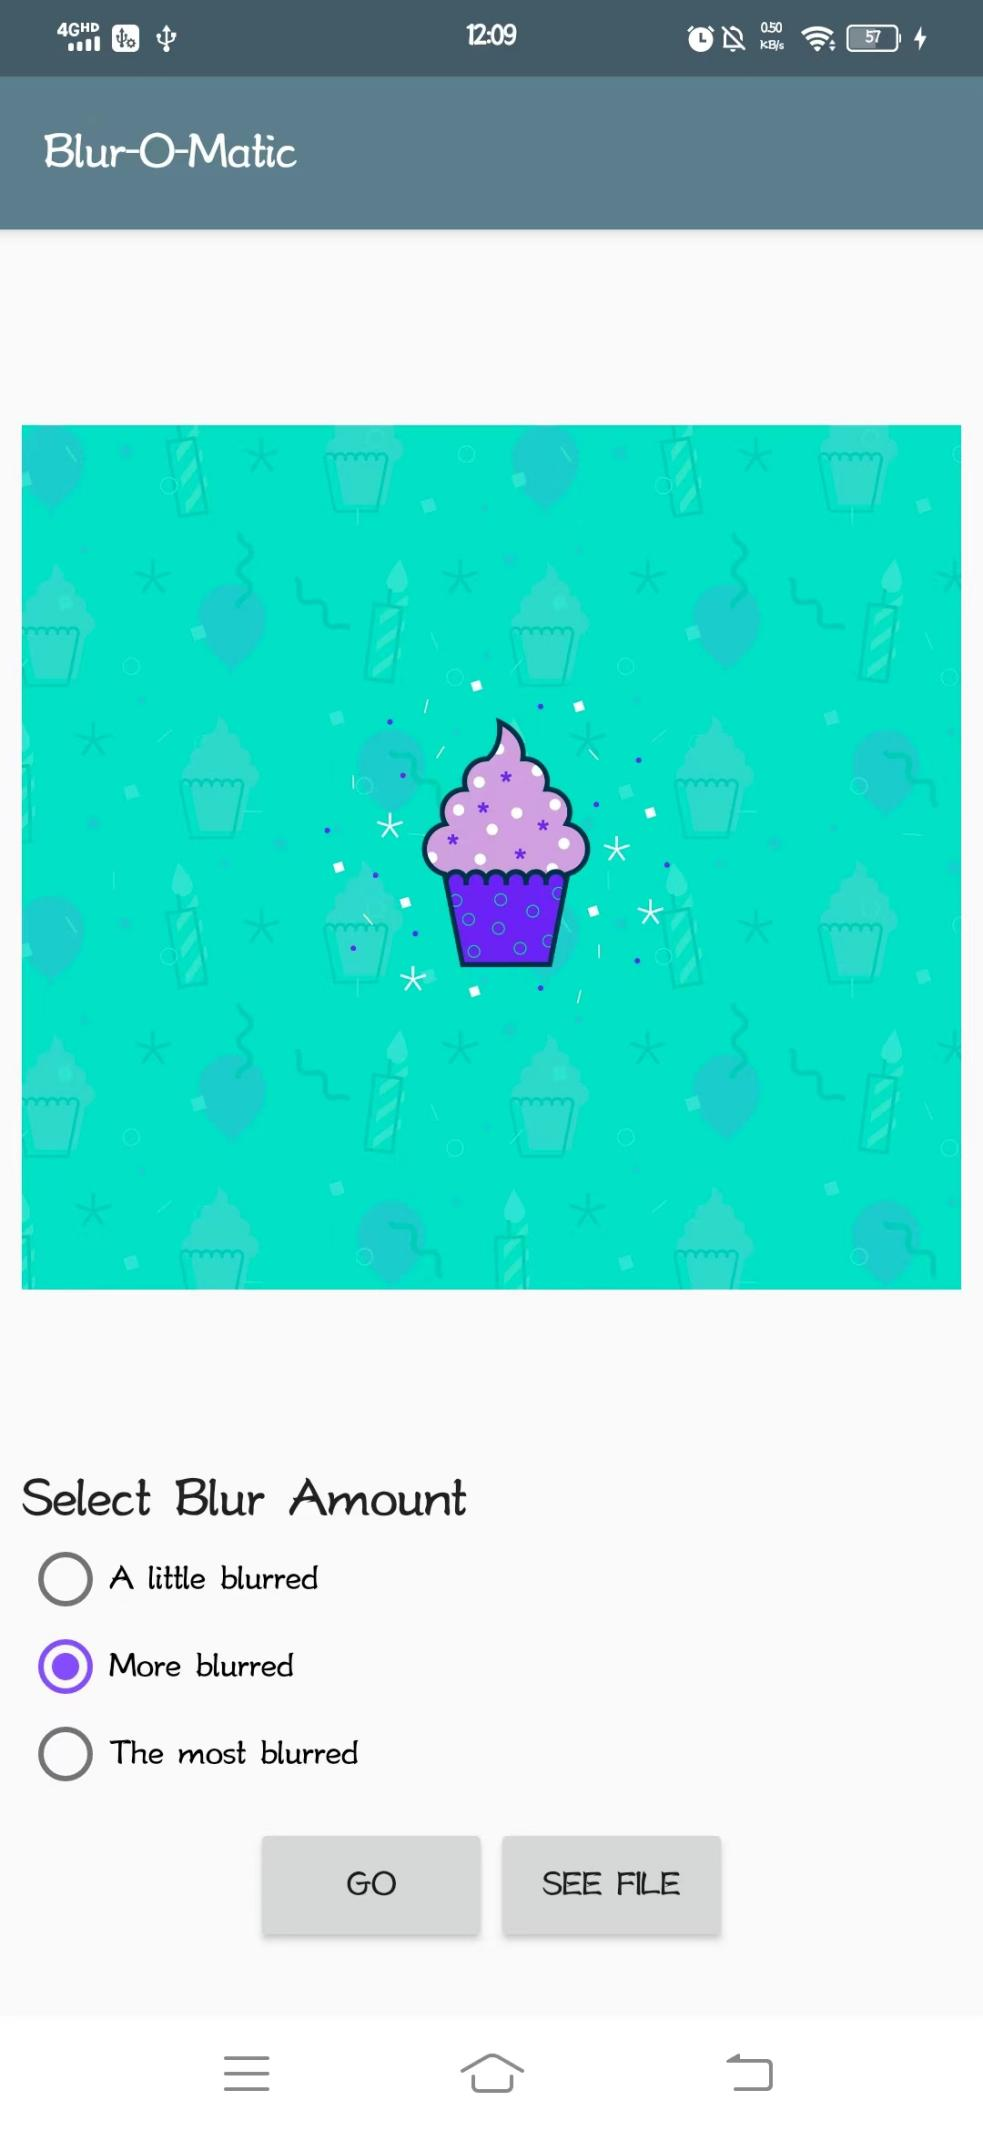 4GHD 12:09 0.50 KB/s 57
Blur-O-Matic
Select Blur Amount
A little blurred
More blurred
The most blurred
GO SEE FILE